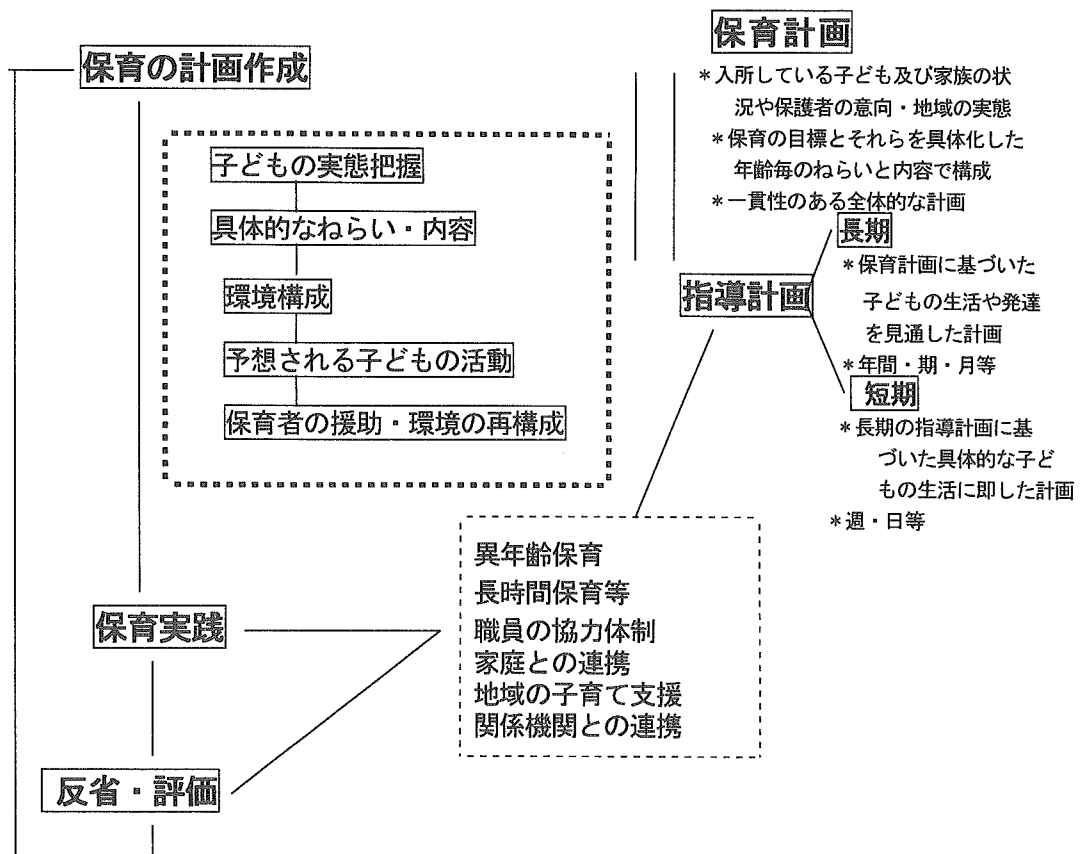 保育の計画作成
子どもの実態把握
具体的なねらい・内容
環境構成
予想される子どもの活動
保育者の援助・環境の再構成
保育実践
反省・評価
保育計画
*入所している子ども及び家族の状
況や保護者の意向・地域の実態
*保育の目標とそれらを具体化した
年齢毎のねらいと内容で構成
*一貫性のある全体的な計画
指導計画
長期
*保育計画に基づいた
子どもの生活や発達
を見通した計画
*年間・期・月等
短期
*長期の指導計画に基
づいた具体的な子ど
もの生活に即した計画
*週・日等
異年齢保育
長時間保育等
職員の協力体制
家庭との連携
地域の子育て支援
関係機関との連携